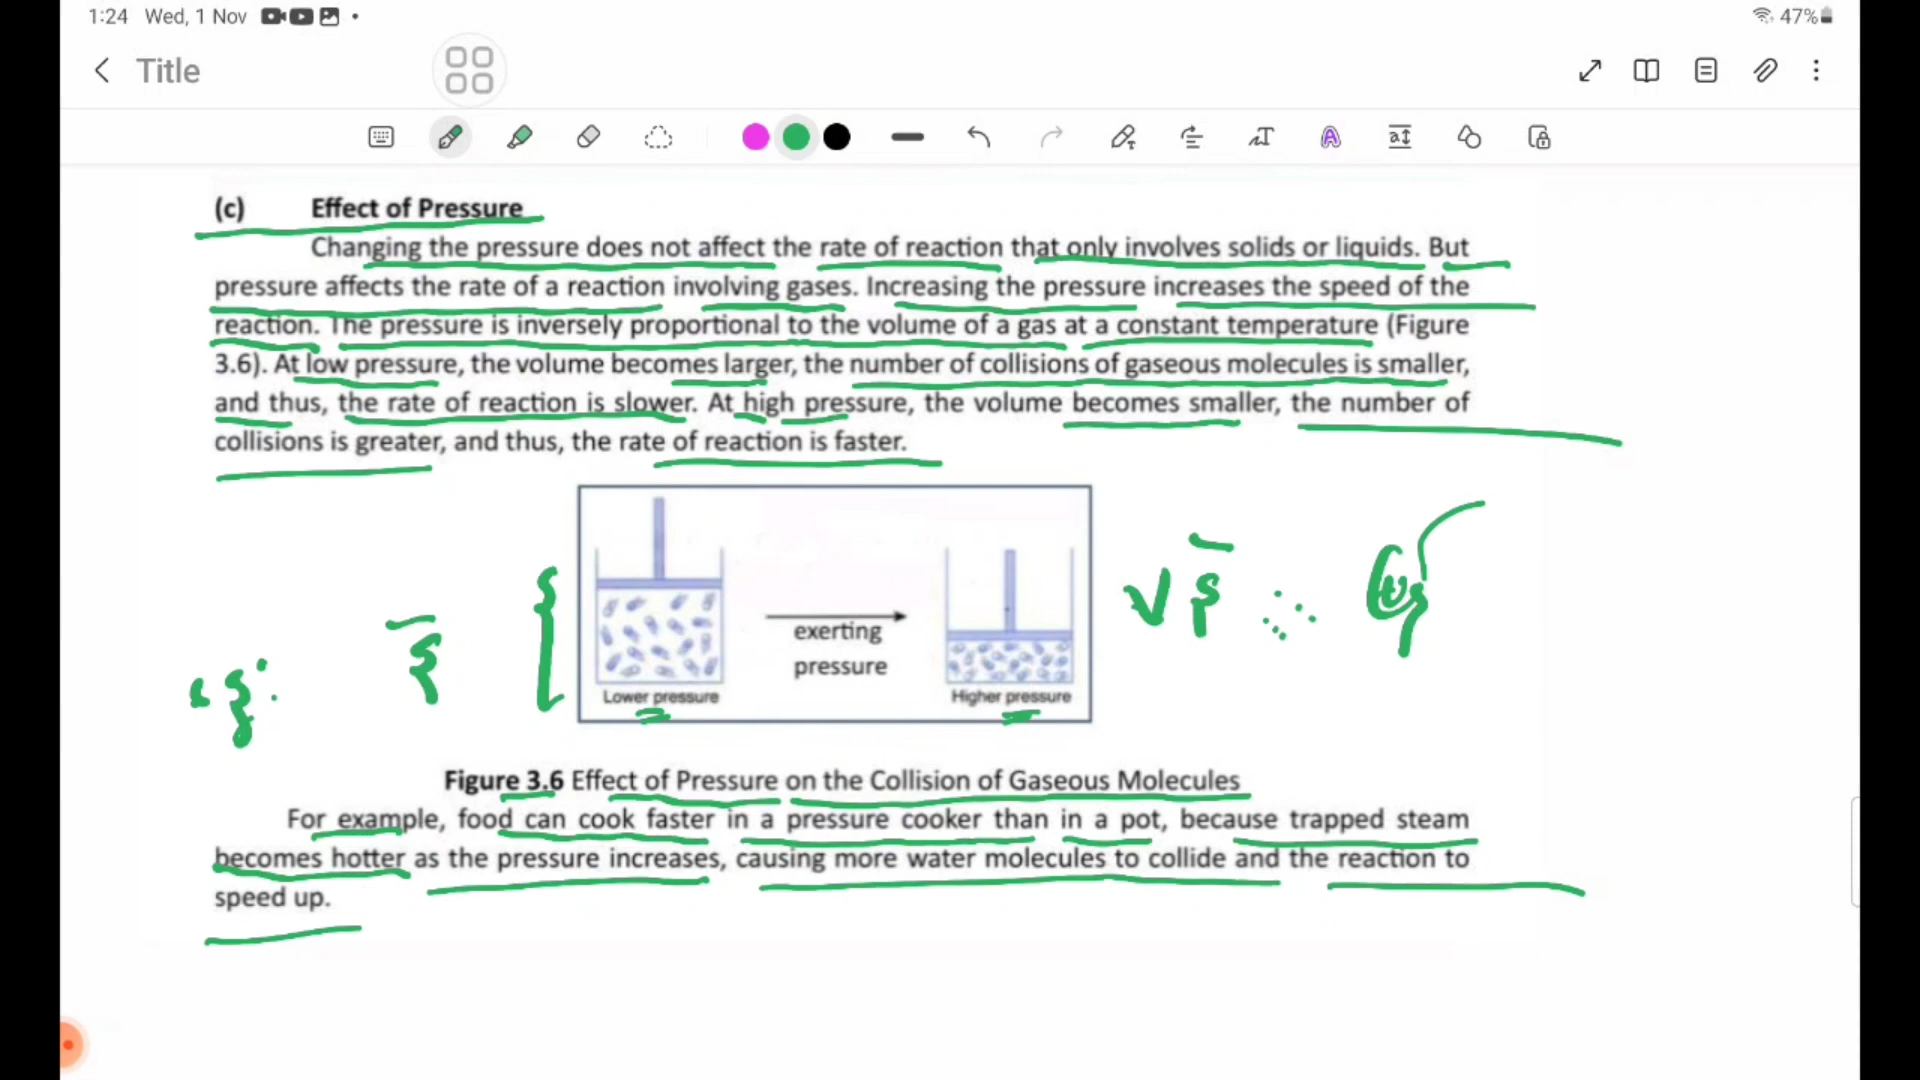 1:24 Wed, 1 Nov
47%
Title
(c) Effect of Pressure
Changing the pressure does not affect the rate of reaction that only involves solids or liquids. But
pressure affects the rate of a reaction involving gases. Increasing the pressure increases the speed of the
reaction. The pressure is inversely proportional to the volume of a gas at a constant temperature (Figure
3.6). At low pressure, the volume becomes larger, the number of collisions of gaseous molecules is smaller,
and thus, the rate of reaction is slower. At high pressure, the volume becomes smaller, the number of
collisions is greater, and thus, the rate of reaction is faster.
exerting
pressure
Lower pressure
Higher pressure
Figure 3.6 Effect of Pressure on the Collision of Gaseous Molecules
For example, food can cook faster in a pressure cooker than in a pot, because trapped steam
becomes hotter as the pressure increases, causing more water molecules to collide and the reaction to
speed up.